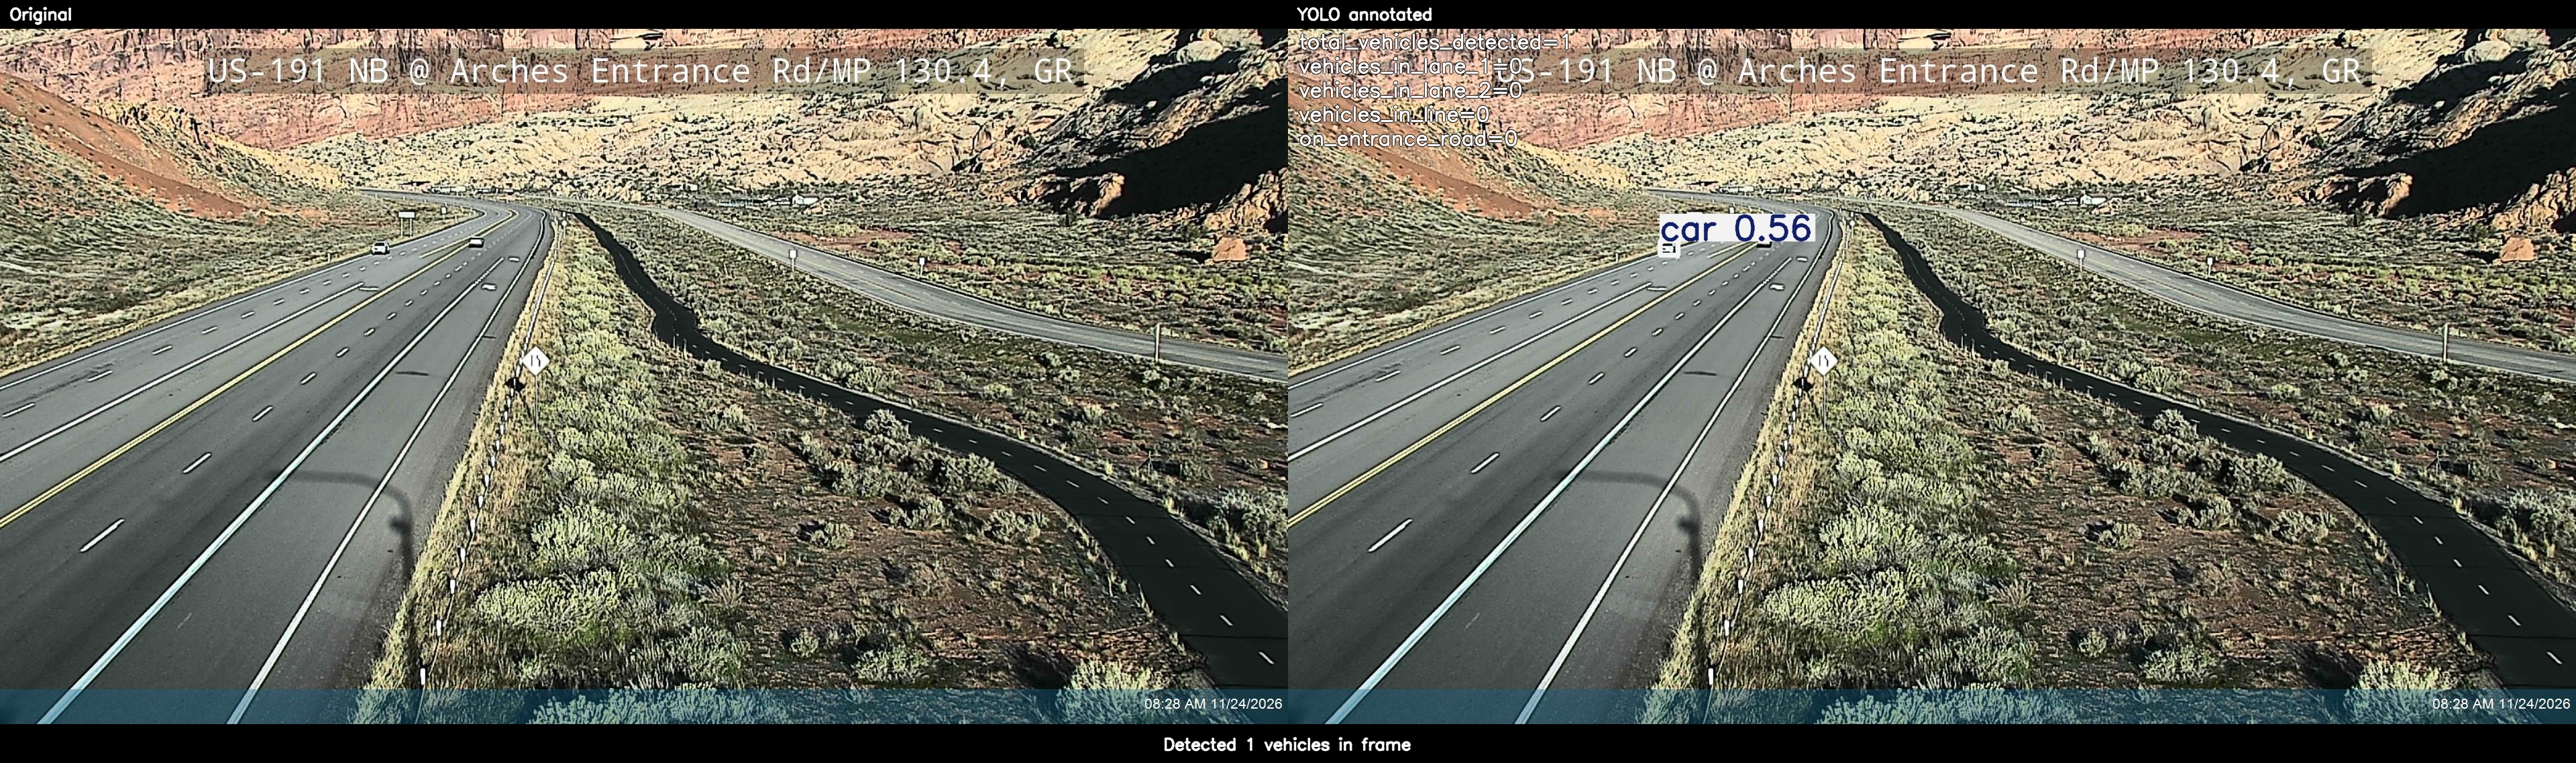 Original
YOLO annotated
US-191 NB @ Arches Entrance Rd/MP 130.4, GR
total_vehicles_detected=1
vehicles_in_lane_1=0
US-191 NB @ Arches Entrance Rd/MP 130.4, GR
vehicles_in_lane_2=0
vehicles_in_line=0
on_entrance_road=0
car 0.56
08:28 AM 11/24/2026
08:28 AM 11/24/2026
Detected 1 vehicles in frame